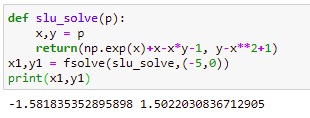 def slu_solve(p):
    x,y = p
    return(np.exp(x)+x-x*y-1, y-x**2+1)
x1,y1 = fsolve(slu_solve,(-5,0))
print(x1,y1)
-1.581835352895898 1.5022030836712905